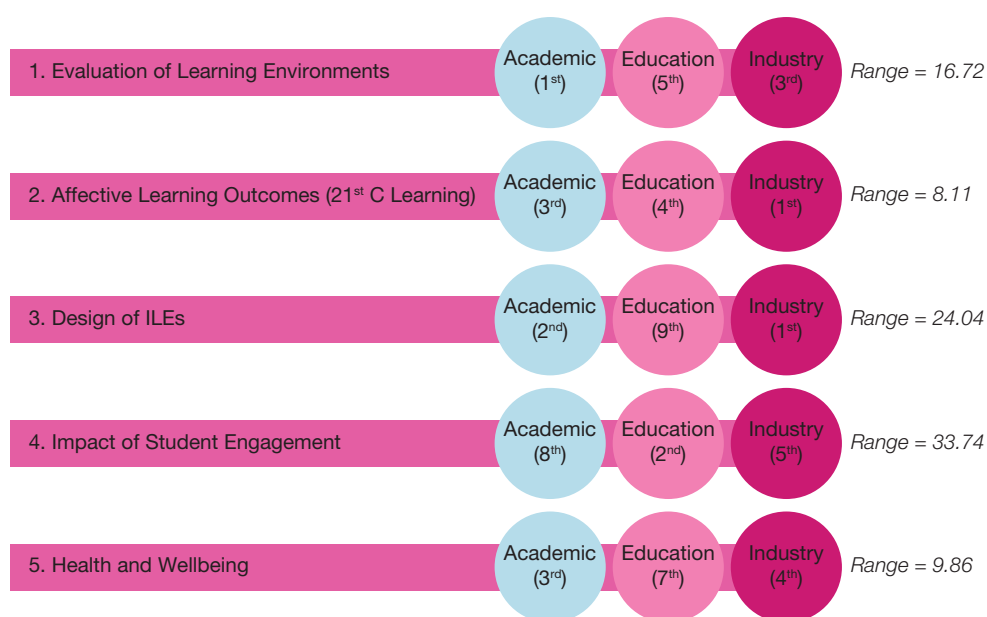 1. Evaluation of Learning Environments
Academic
(1st)
Education
(5th)
Industry
(3rd)
Range = 16.72
2. Affective Learning Outcomes (21st C Learning)
Academic
(3rd)
Education
(4th)
Industry
(1st)
Range = 8.11
3. Design of ILEs
Academic
(2nd)
Education
(9th)
Industry
(1st)
Range = 24.04
4. Impact of Student Engagement
Academic
(8th)
Education
(2nd)
Industry
(5th)
Range = 33.74
5. Health and Wellbeing
Academic
(3rd)
Education
(7th)
Industry
(4th)
Range = 9.86